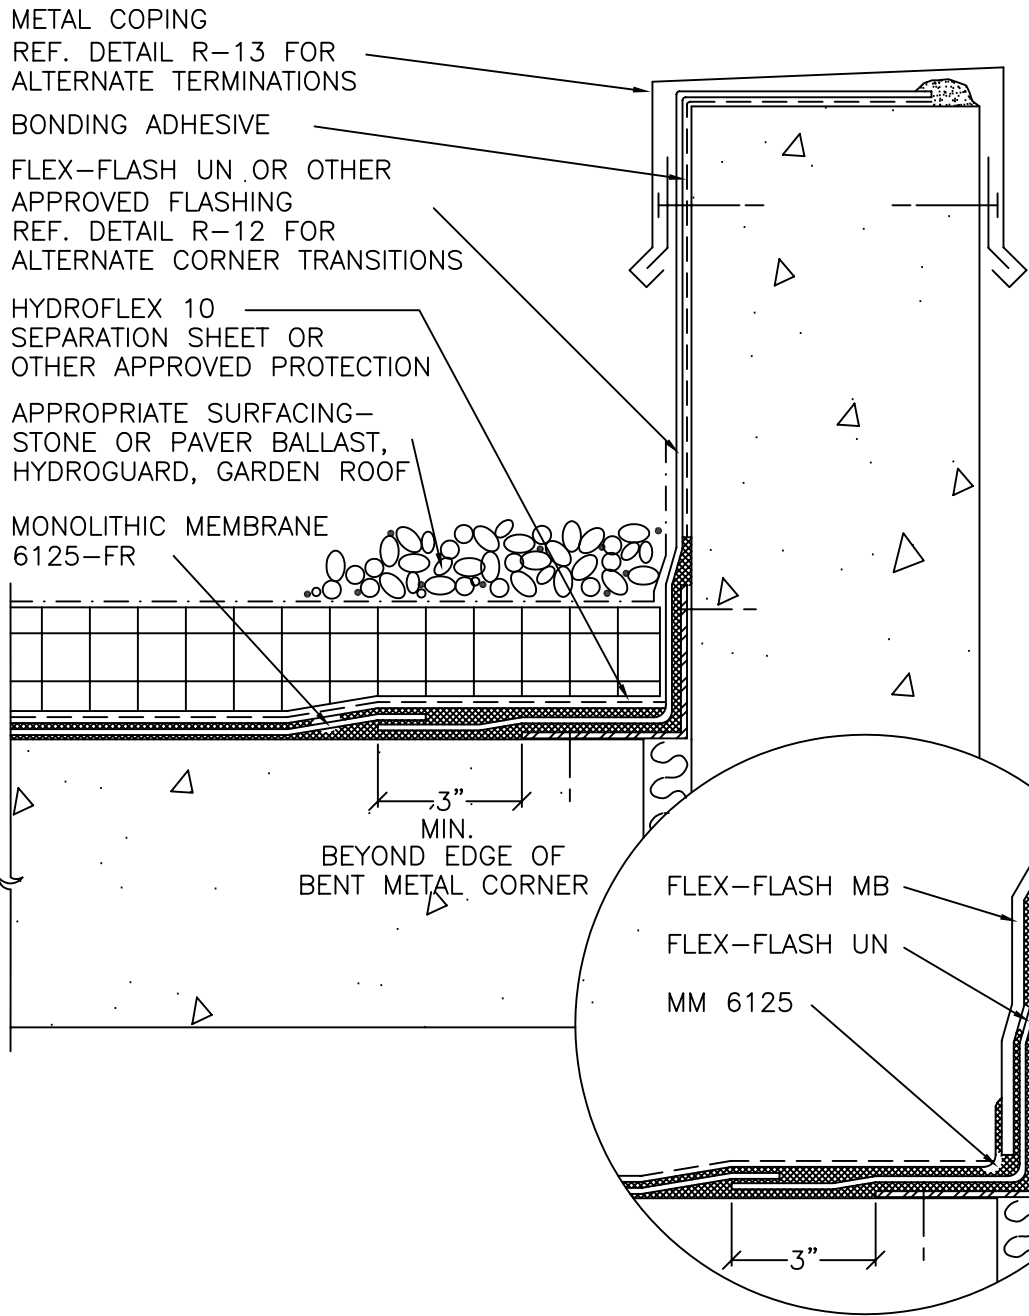 METAL COPING
REF. DETAIL R-13 FOR
ALTERNATE TERMINATIONS
BONDING ADHESIVE
FLEX-FLASH UN OR OTHER
APPROVED FLASHING
REF. DETAIL R-12 FOR
ALTERNATE CORNER TRANSITIONS
HYDROFLEX 10
SEPARATION SHEET OR
OTHER APPROVED PROTECTION
APPROPRIATE SURFACING-
STONE OR PAVER BALLAST,
HYDROGUARD, GARDEN ROOF
MONOLITHIC MEMBRANE
6125-FR
3"
MIN.
BEYOND EDGE OF
BENT METAL CORNER
FLEX-FLASH MB
FLEX-FLASH UN
MM 6125
3"